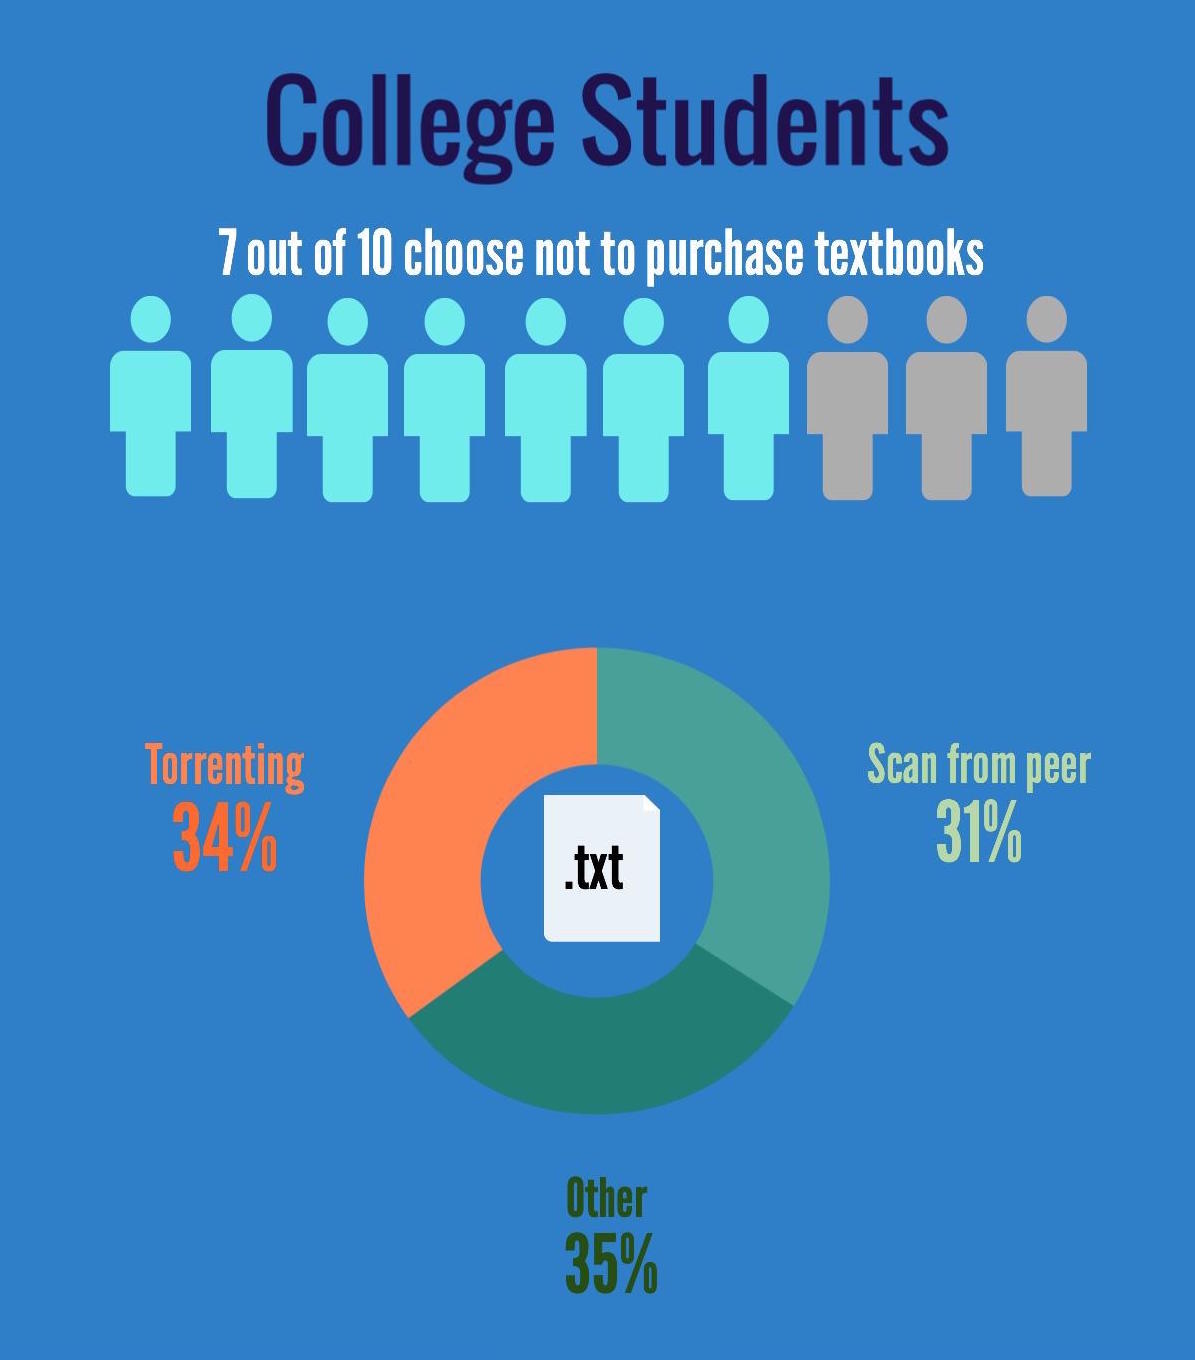 College Students
7 out of 10 choose not to purchase textbooks
Torrenting
34%
Scan from peer
31%
.txt
Other
35%